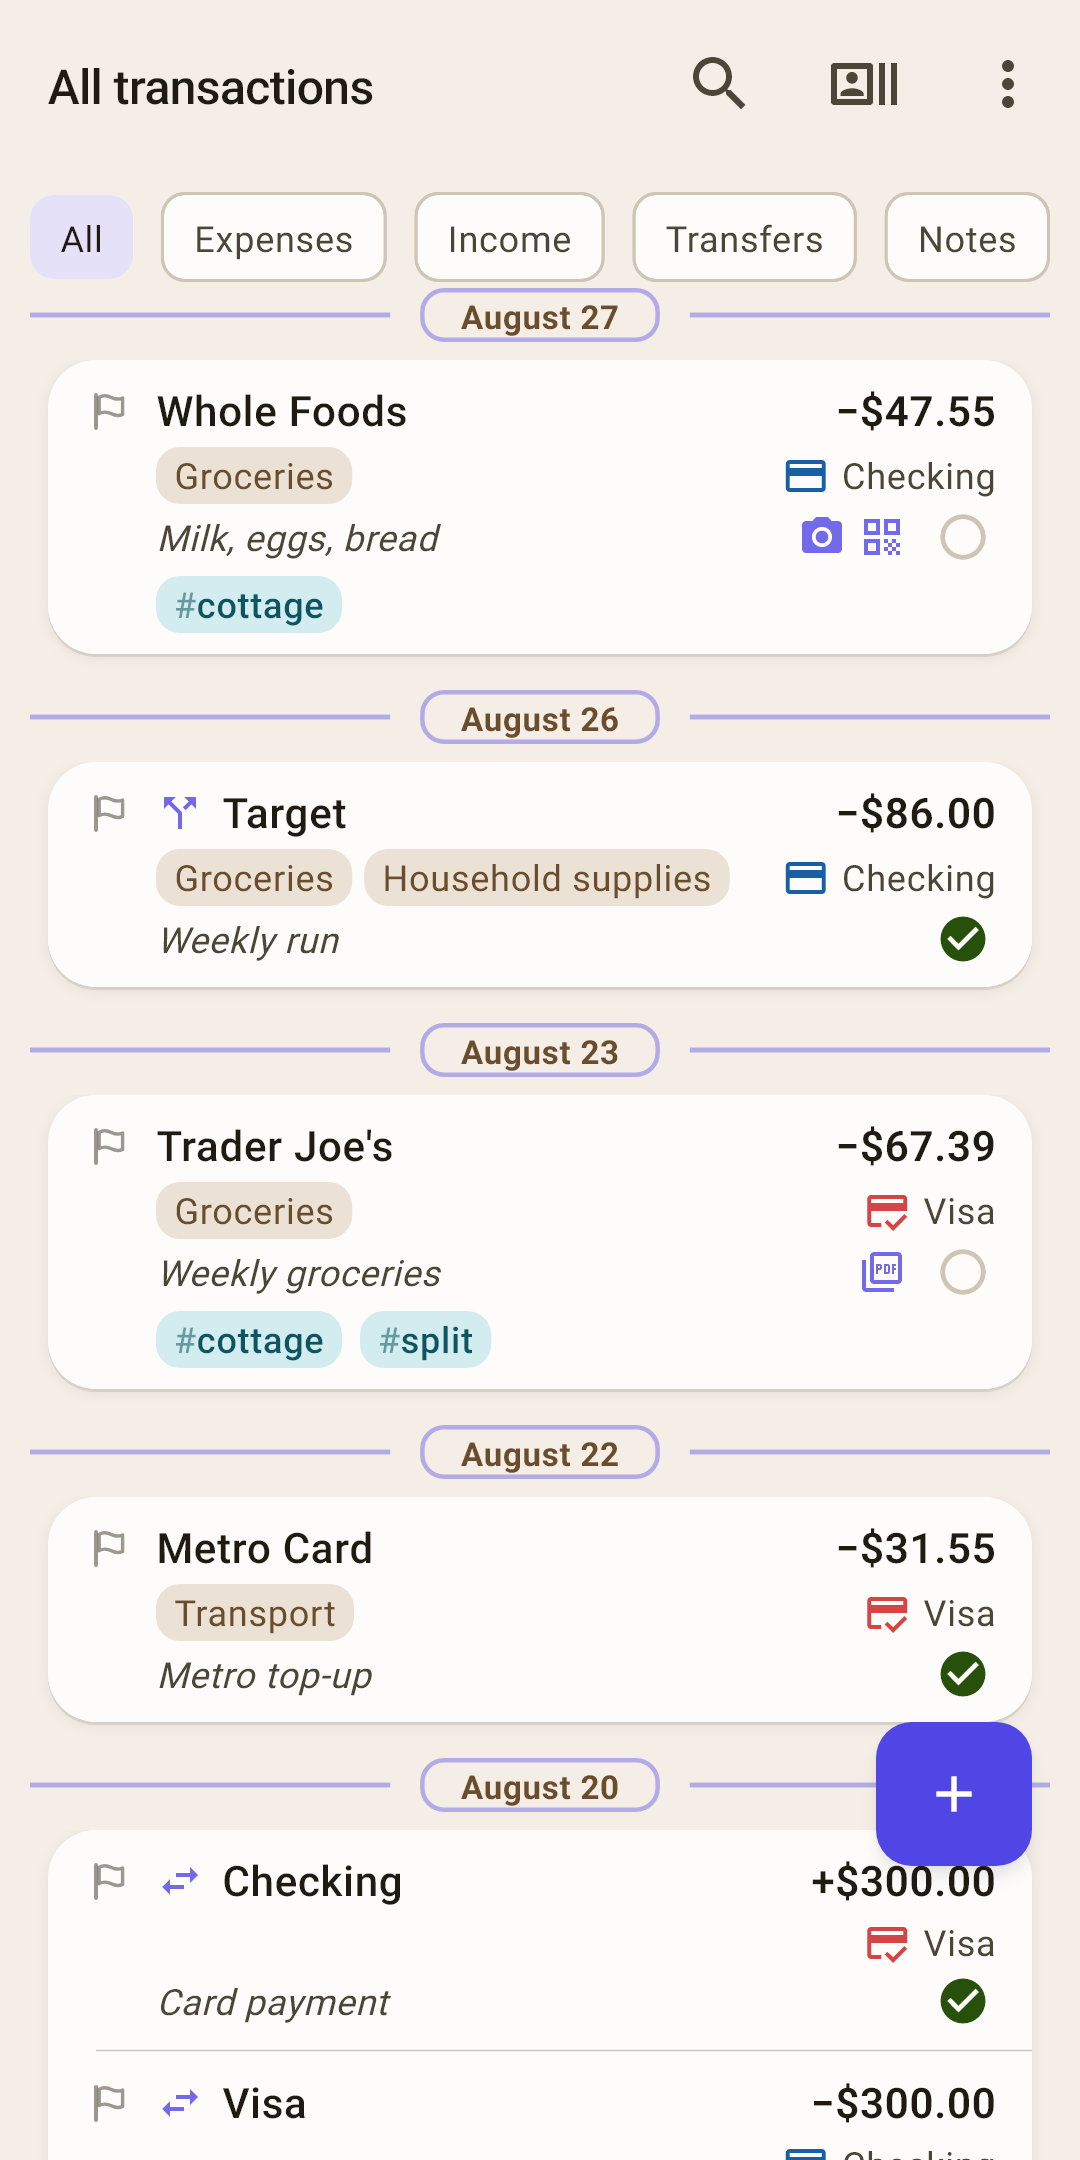 All transactions
All
Expenses
Income
Transfers
Notes
August 27
Whole Foods
−$47.55
Groceries
Checking
Milk, eggs, bread
#cottage
August 26
Target
−$86.00
Groceries
Household supplies
Checking
Weekly run
August 23
Trader Joe's
−$67.39
Groceries
Visa
Weekly groceries
PDF
#cottage
#split
August 22
Metro Card
−$31.55
Transport
Visa
Metro top-up
August 20
Checking
+$300.00
Visa
Card payment
Visa
−$300.00
Checking